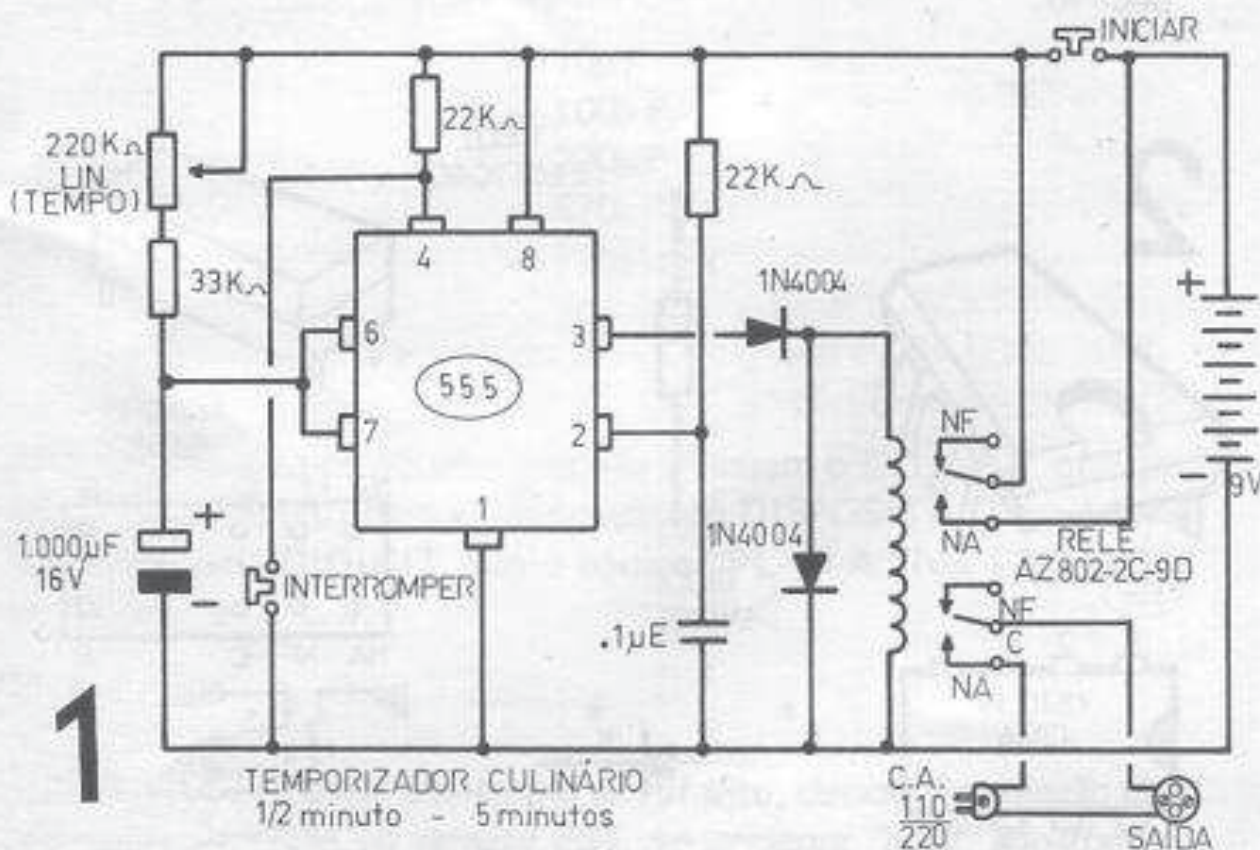 INICIAR
22KΩ
220KΩ
LIN
(TEMPO)
22KΩ
33KΩ
4
8
1N4004
6
3
555
7
2
1
+
-
9V
NF
NA
1N4004
RELE
AZ802-2C-9D
+
1.000µF
16V
-
INTERROMPER
.1µE
NF
C
NA
1
TEMPORIZADOR CULINÁRIO
1/2 minuto - 5 minutos
C.A.
110
220
SAÍDA